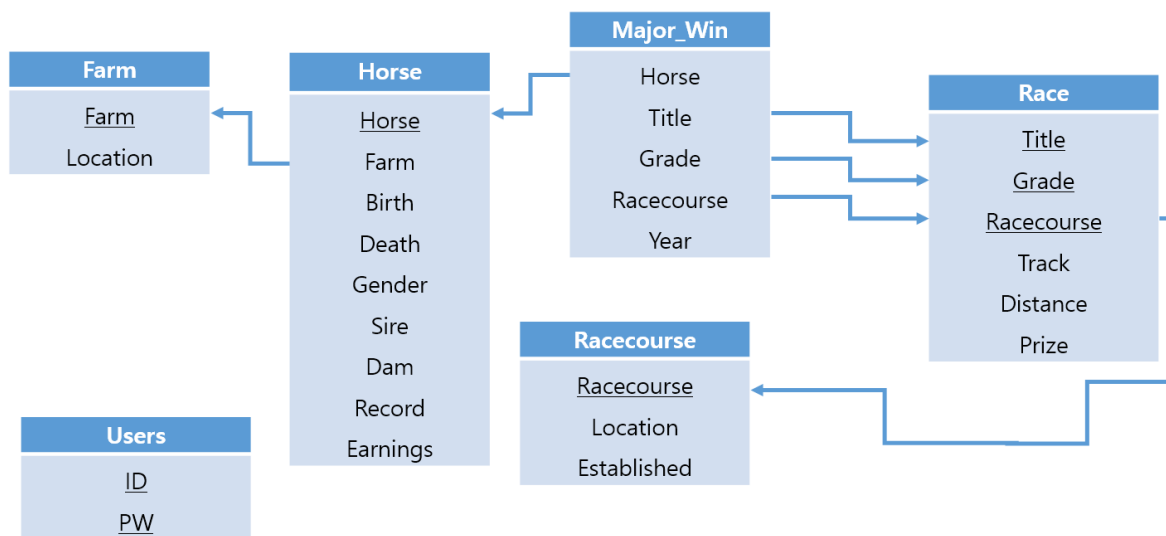 Farm
Farm
Location
Horse
Horse
Farm
Birth
Death
Gender
Sire
Dam
Record
Earnings
Major_Win
Horse
Title
Grade
Racecourse
Year
Race
Title
Grade
Racecourse
Track
Distance
Prize
Racecourse
Racecourse
Location
Established
Users
ID
PW